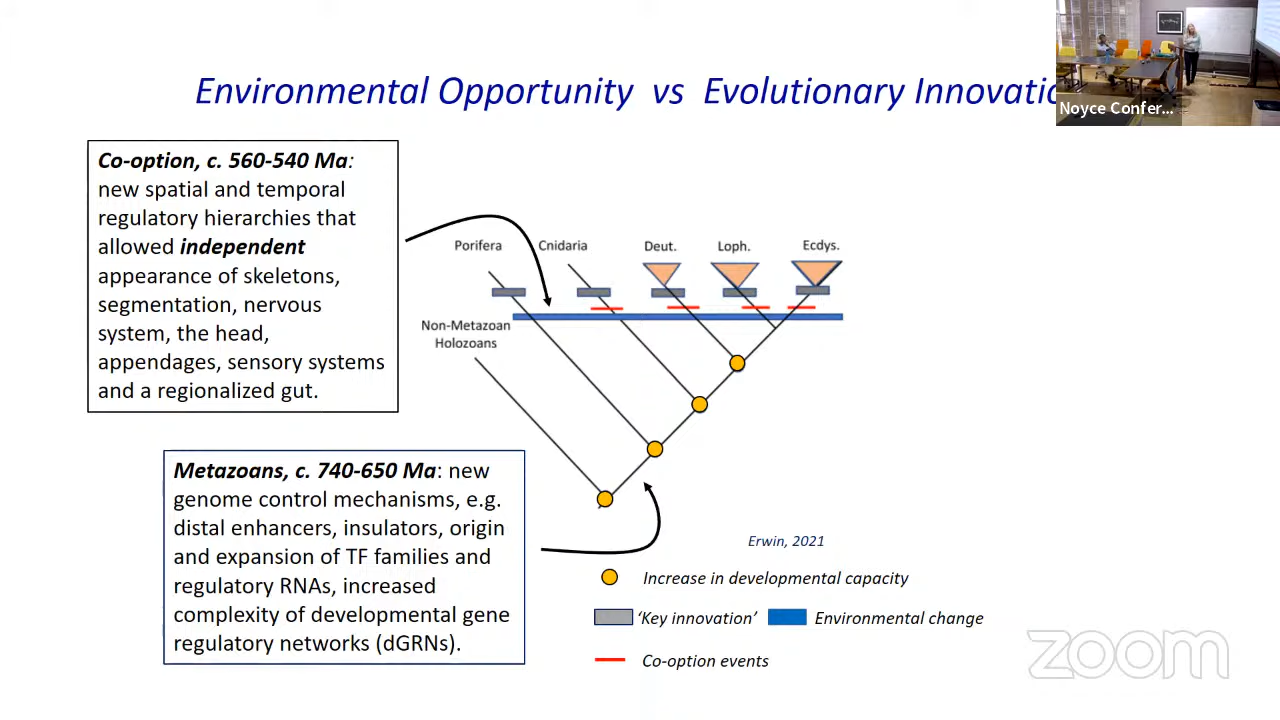 Environmental Opportunity vs Evolutionary Innovatio
Noyce Confer...
Co-option, c. 560-540 Ma:
new spatial and temporal
regulatory hierarchies that
allowed independent
appearance of skeletons,
segmentation, nervous
system, the head,
appendages, sensory systems
and a regionalized gut.
Porifera
Cnidaria
Deut.
Loph.
Ecdys.
Non-Metazoan
Holozoans
Metazoans, c. 740-650 Ma: new
genome control mechanisms, e.g.
distal enhancers, insulators, origin
and expansion of TF families and
regulatory RNAs, increased
complexity of developmental gene
regulatory networks (dGRNs).
Erwin, 2021
Increase in developmental capacity
'Key innovation'
Environmental change
Co-option events
zoom